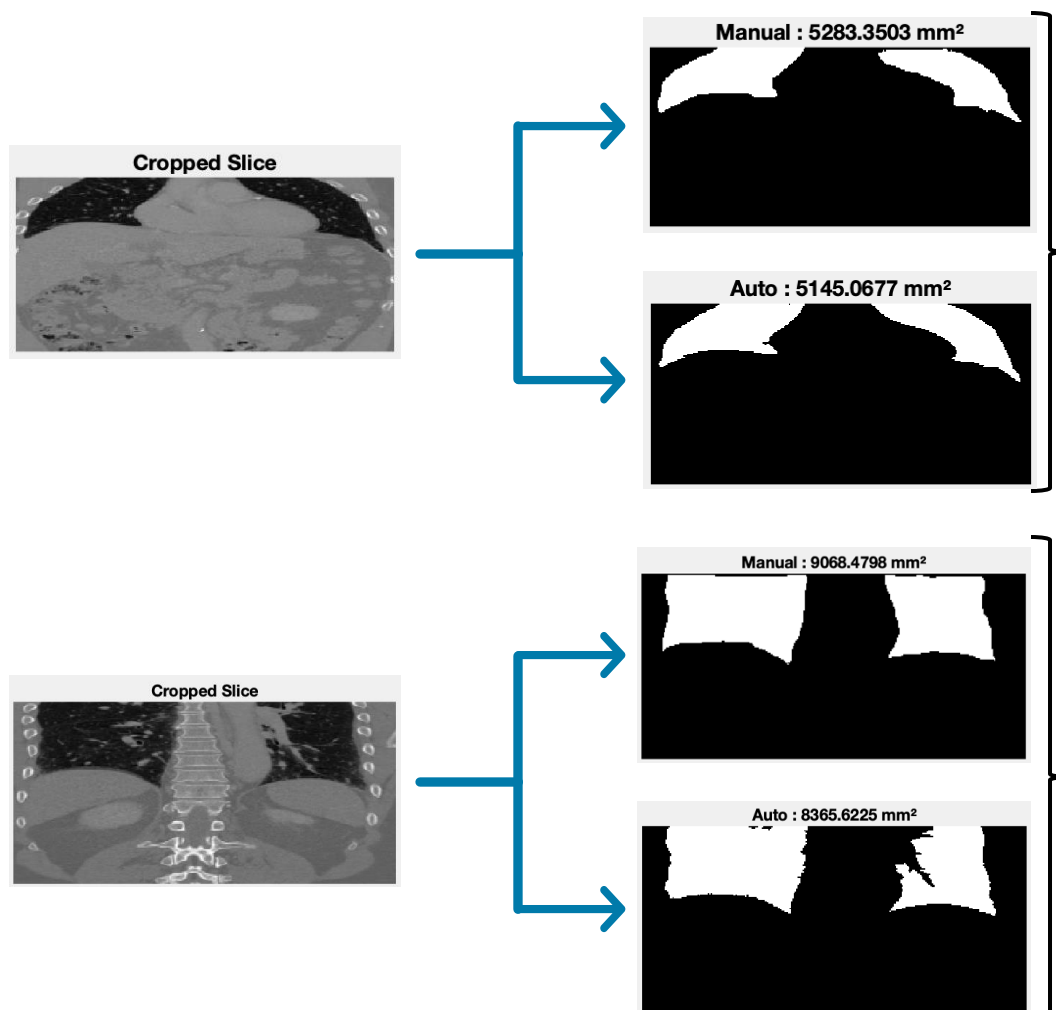 Manual : 5283.3503 mm²
Cropped Slice
Auto : 5145.0677 mm²
Manual : 9068.4798 mm²
Cropped Slice
Auto : 8365.6225 mm²